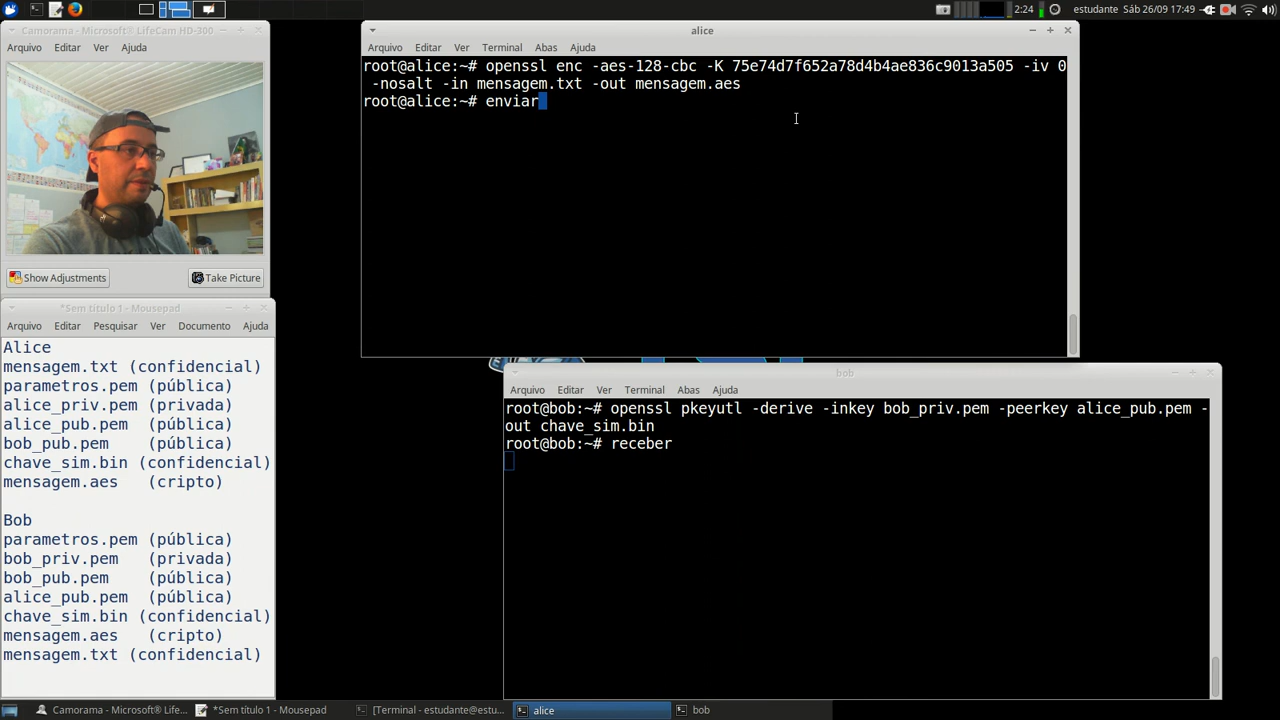 2:24 estudante Sáb 26/09 17:49
Camorama - Microsoft® LifeCam HD-300
Arquivo Editar Ver Ajuda
Show Adjustments Take Picture
*Sem título 1 - Mousepad
Arquivo Editar Pesquisar Ver Documento Ajuda
Alice
mensagem.txt (confidencial)
parametros.pem (pública)
alice_priv.pem (privada)
alice_pub.pem (pública)
bob_pub.pem (pública)
chave_sim.bin (confidencial)
mensagem.aes (cripto)
Bob
parametros.pem (pública)
bob_priv.pem (privada)
bob_pub.pem (pública)
alice_pub.pem (pública)
chave_sim.bin (confidencial)
mensagem.aes (cripto)
mensagem.txt (confidencial)
alice
Arquivo Editar Ver Terminal Abas Ajuda
root@alice:~# openssl enc -aes-128-cbc -K 75e74d7f652a78d4b4ae836c9013a505 -iv 0
-nosalt -in mensagem.txt -out mensagem.aes
root@alice:~# enviar
bob
Arquivo Editar Ver Terminal Abas Ajuda
root@bob:~# openssl pkeyutl -derive -inkey bob_priv.pem -peerkey alice_pub.pem -
out chave_sim.bin
root@bob:~# receber
Camorama - Microsoft® LifeC... *Sem título 1 - Mousepad [Terminal - estudante@estu... alice bob